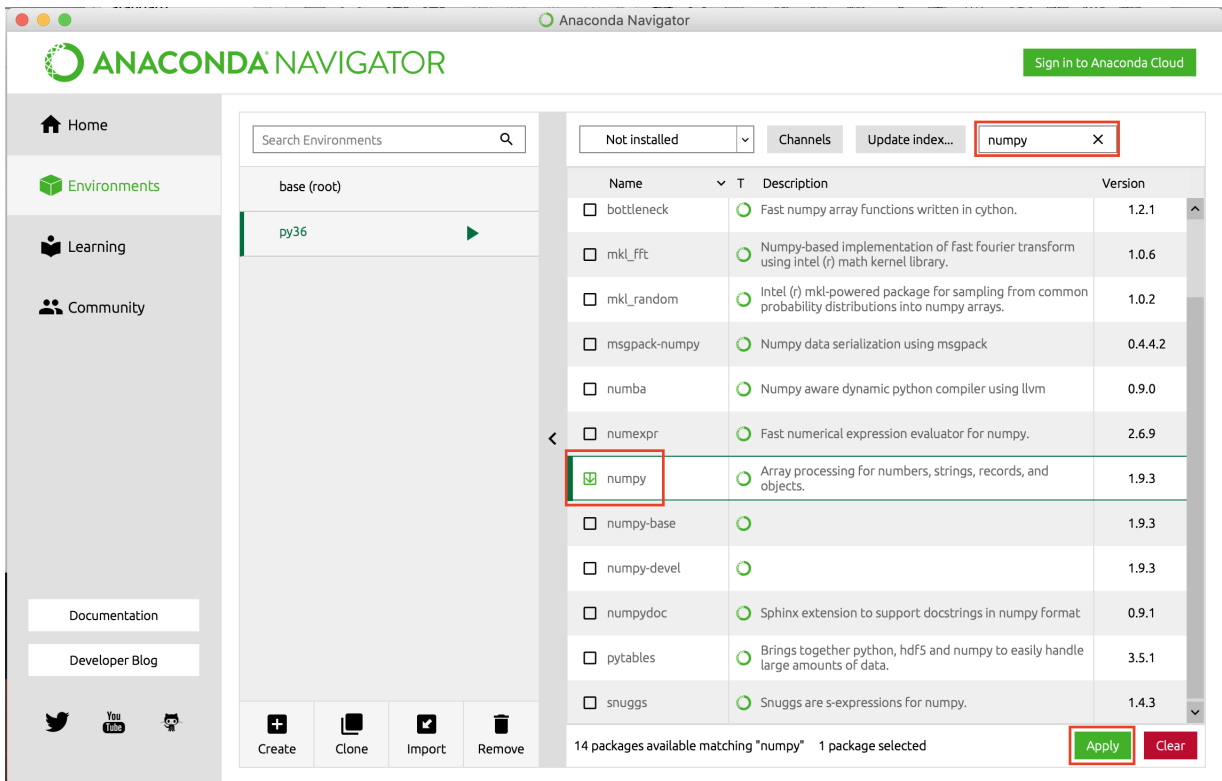 Anaconda Navigator
ANACONDA NAVIGATOR
Sign in to Anaconda Cloud
Home
Environments
Learning
Community
Documentation
Developer Blog
You
Tube
Search Environments
base (root)
py36
Create
Clone
Import
Remove
Not installed
Channels
Update index...
numpy
Name T Description Version
bottleneck Fast numpy array functions written in cython. 1.2.1
mkl_fft Numpy-based implementation of fast fourier transform
using intel (r) math kernel library. 1.0.6
mkl_random Intel (r) mkl-powered package for sampling from common
probability distributions into numpy arrays. 1.0.2
msgpack-numpy Numpy data serialization using msgpack 0.4.4.2
numba Numpy aware dynamic python compiler using llvm 0.9.0
numexpr Fast numerical expression evaluator for numpy. 2.6.9
numpy Array processing for numbers, strings, records, and
objects. 1.9.3
numpy-base 1.9.3
numpy-devel 1.9.3
numpydoc Sphinx extension to support docstrings in numpy format 0.9.1
pytables Brings together python, hdf5 and numpy to easily handle
large amounts of data. 3.5.1
snuggs Snuggs are s-expressions for numpy. 1.4.3
14 packages available matching "numpy" 1 package selected
Apply
Clear